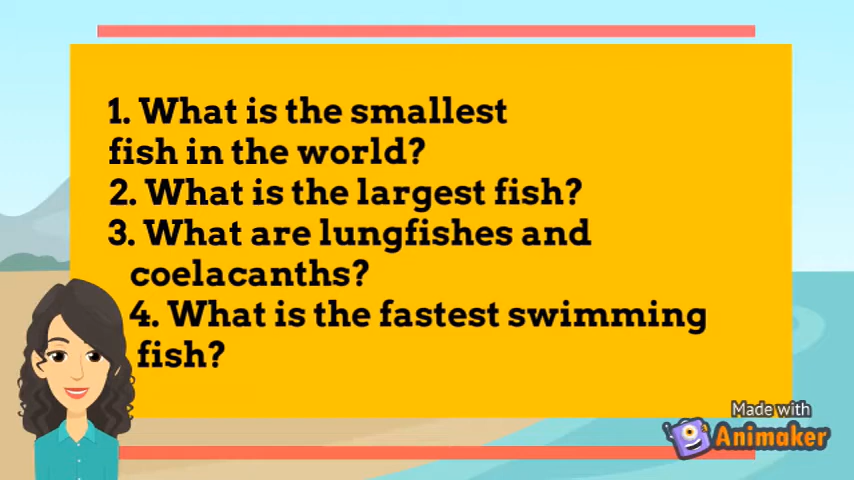 1. What is the smallest
fish in the world?
2. What is the largest fish?
3. What are lungfishes and
coelacanths?
4. What is the fastest swimming
fish?
Made with
Animaker